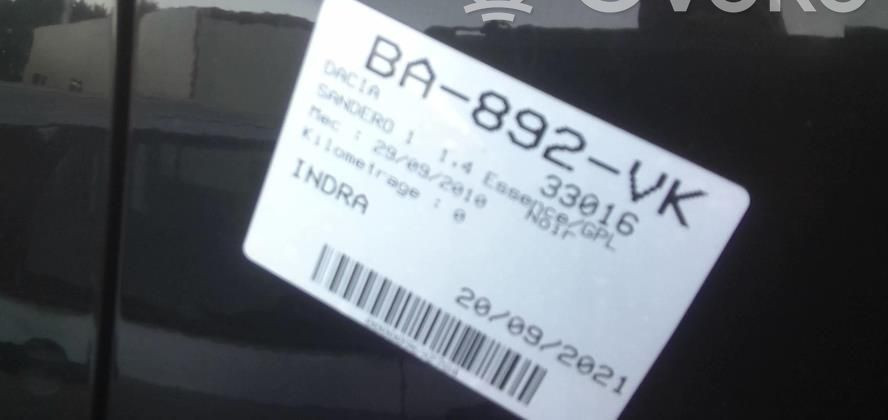 BA-892-VK
33016
DACIA
SANDERO 1 1.4 Essence/GPL
Mec : 29/09/2010 Noir
Kilometrage : 0
INDRA
20/09/2021